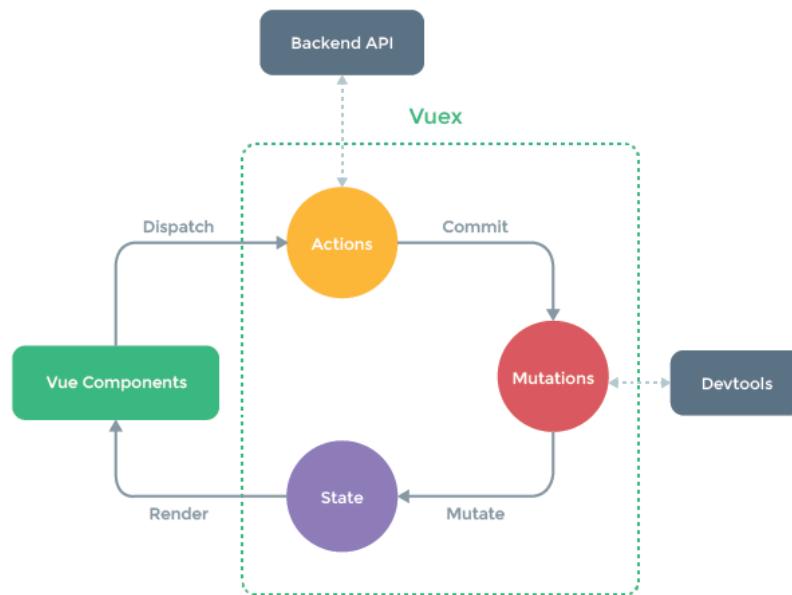 Backend API
Vuex
Dispatch
Actions
Commit
Vue Components
Mutations
Devtools
State
Render
Mutate